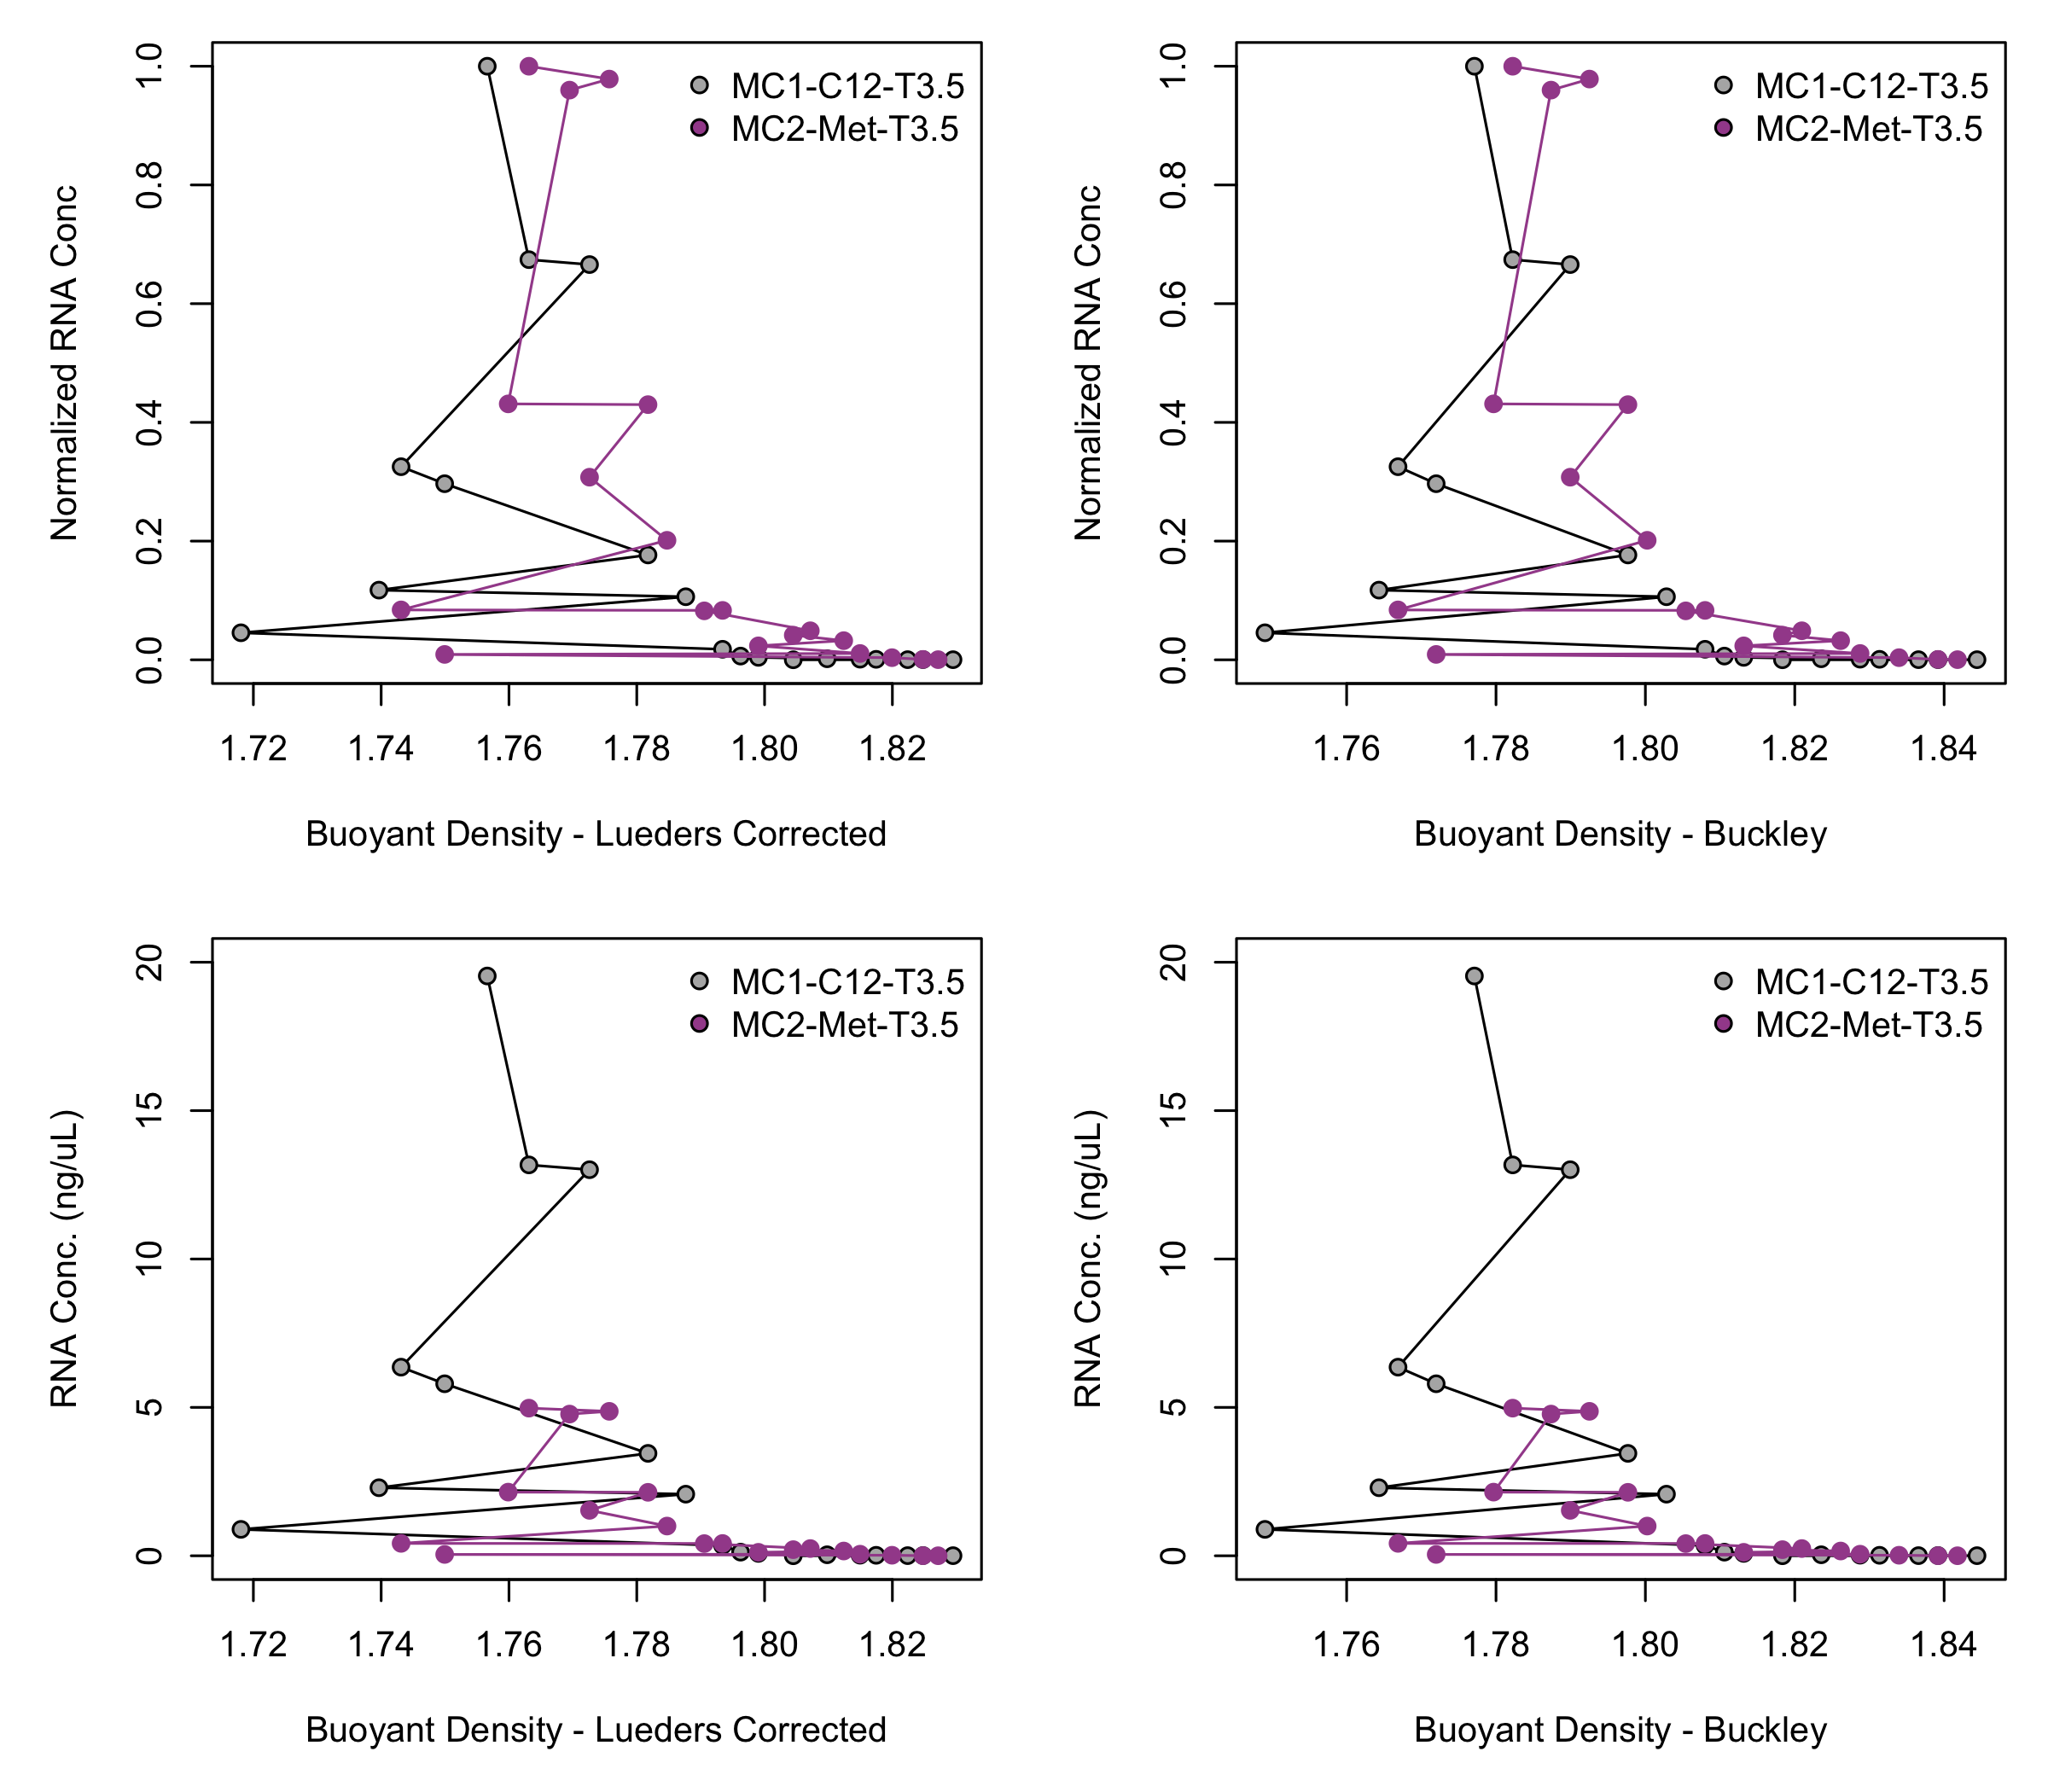 MC1-C12-T3.5
MC2-Met-T3.5
Normalized RNA Conc
0.0 0.2 0.4 0.6 0.8 1.0
1.72 1.74 1.76 1.78 1.80 1.82
Buoyant Density - Lueders Corrected
MC1-C12-T3.5
MC2-Met-T3.5
Normalized RNA Conc
0.0 0.2 0.4 0.6 0.8 1.0
1.76 1.78 1.80 1.82 1.84
Buoyant Density - Buckley
MC1-C12-T3.5
MC2-Met-T3.5
RNA Conc. (ng/uL)
0 5 10 15 20
1.72 1.74 1.76 1.78 1.80 1.82
Buoyant Density - Lueders Corrected
MC1-C12-T3.5
MC2-Met-T3.5
RNA Conc. (ng/uL)
0 5 10 15 20
1.76 1.78 1.80 1.82 1.84
Buoyant Density - Buckley